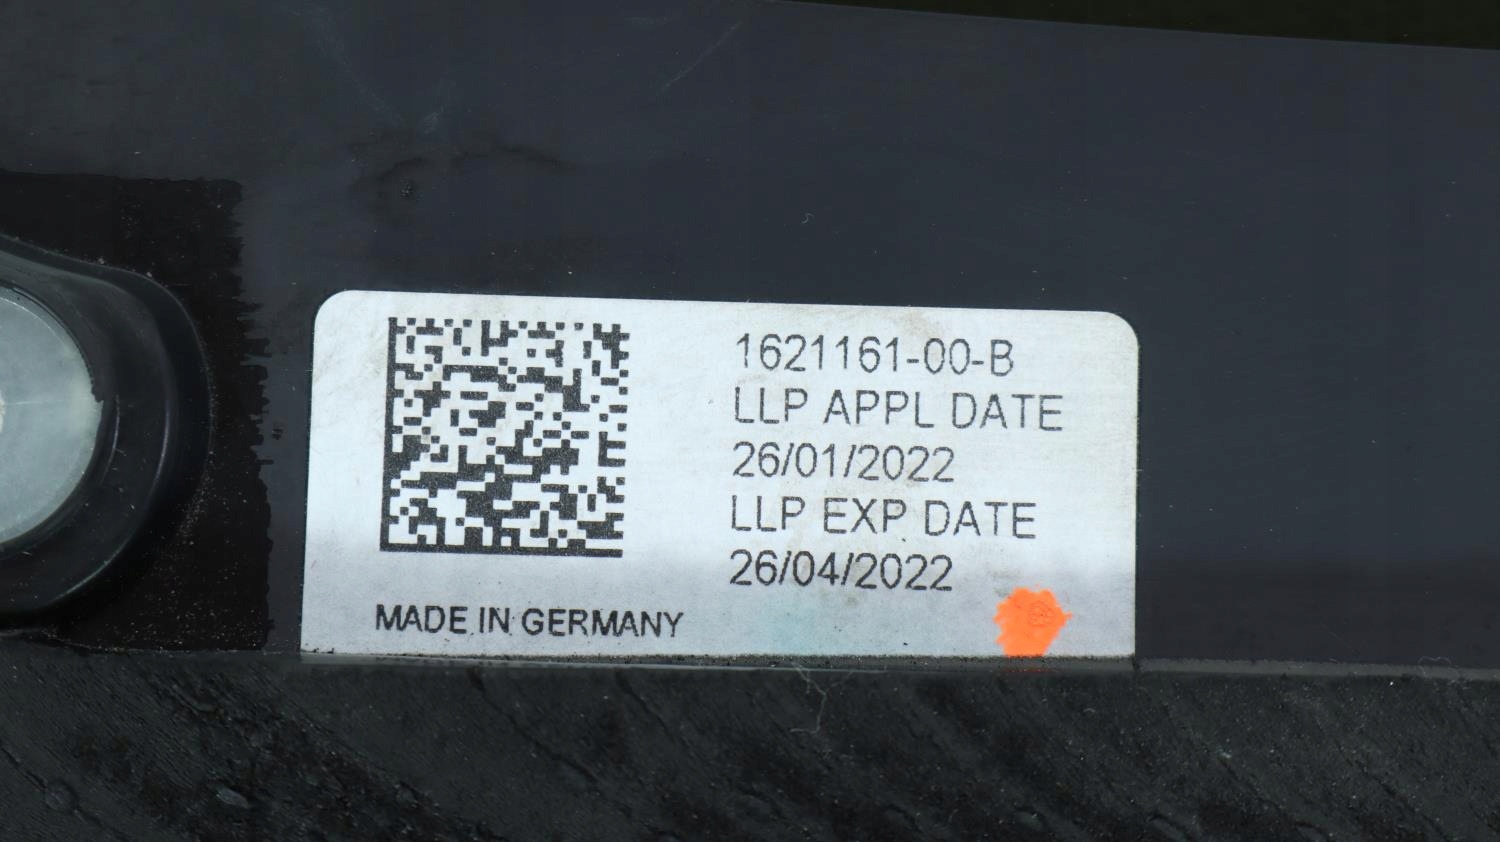 1621161-00-B
LLP APPL DATE
26/01/2022
LLP EXP DATE
26/04/2022
MADE IN GERMANY